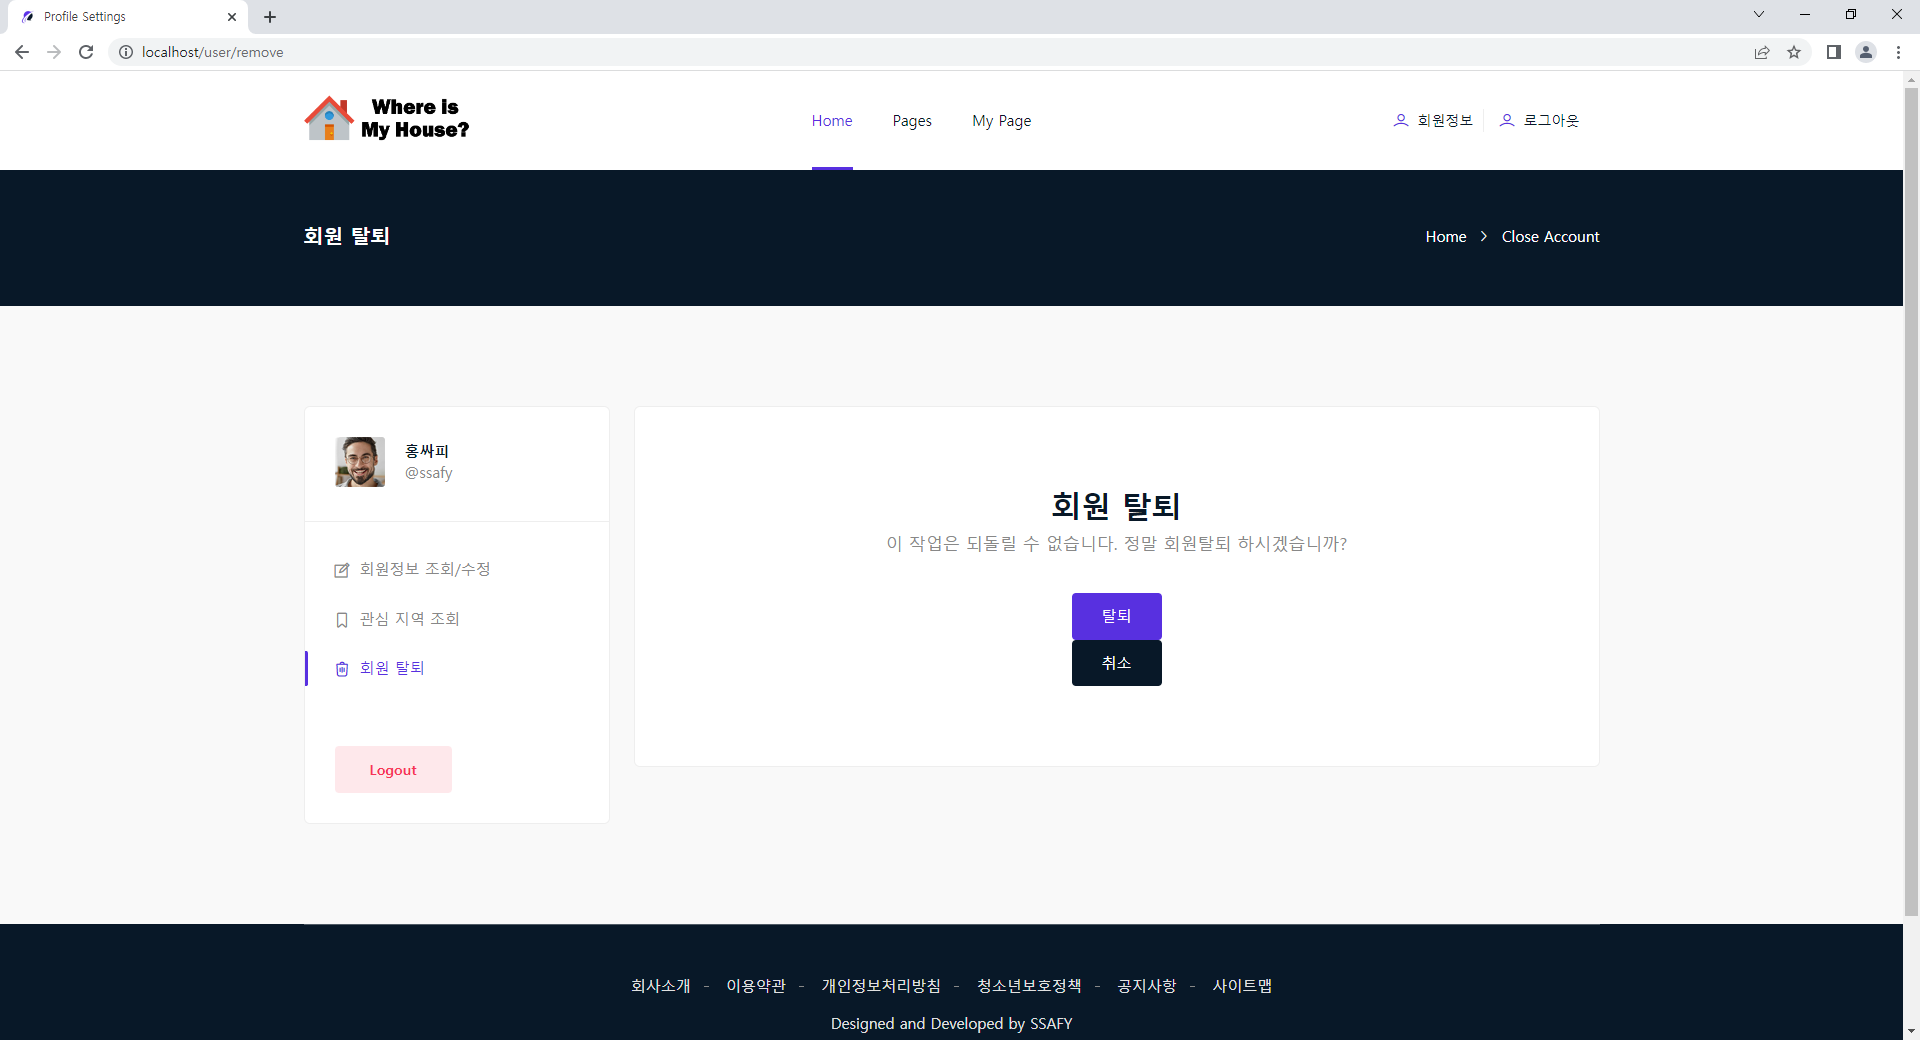 Profile Settings
localhost/user/remove
Where is
My House?
Home
Pages
My Page
회원정보
로그아웃
회원 탈퇴
Home > Close Account
홍싸피
@ssafy
회원정보 조회/수정
관심 지역 조회
회원 탈퇴
Logout
회원 탈퇴
이 작업은 되돌릴 수 없습니다. 정말 회원탈퇴 하시겠습니까?
탈퇴
취소
회사소개 - 이용약관 - 개인정보처리방침 - 청소년보호정책 - 공지사항 - 사이트맵
Designed and Developed by SSAFY